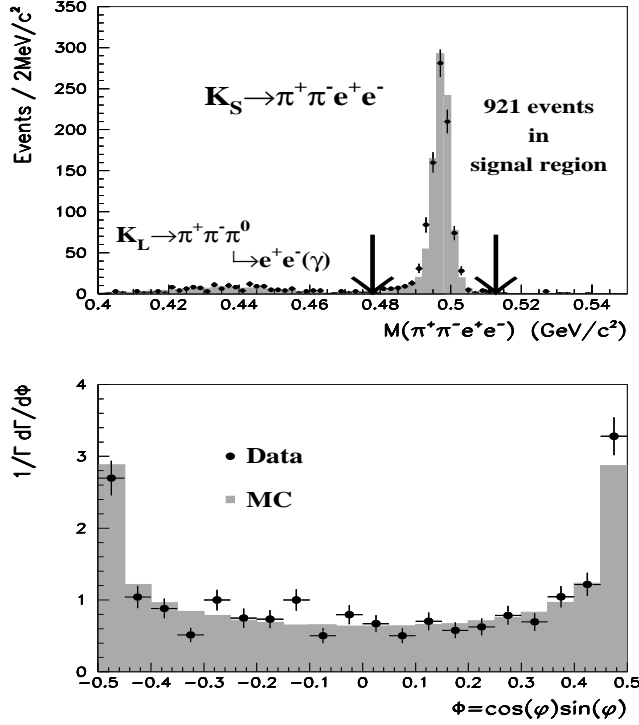 Events / 2MeV/c²
350
300
250
200
150
100
50
0
K_S→π⁺π⁻e⁺e⁻
921 events
in
signal region
K_L→π⁺π⁻π⁰
e⁺e⁻(γ)
0.4 0.42 0.44 0.46 0.48 0.5 0.52 0.54
M(π⁺π⁻e⁺e⁻) (GeV/c²)
1/Γ dΓ/dΦ
4
3
2
1
0
Data
MC
-0.5 -0.4 -0.3 -0.2 -0.1 0 0.1 0.2 0.3 0.4 0.5
Φ=cos(φ)sin(φ)